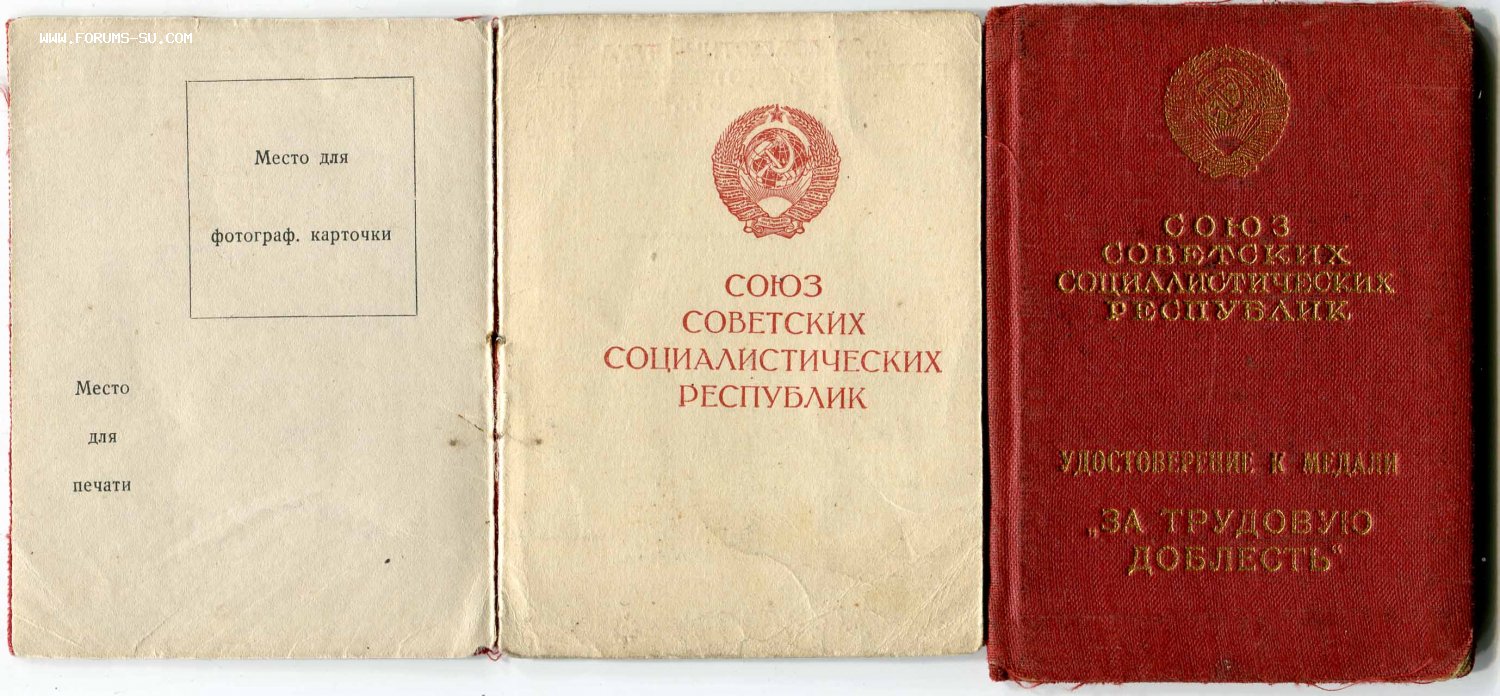 WWW.FORUMS-SU.COM
Место для
фотограф. карточки
Место
для
печати
СОЮЗ
СОВЕТСКИХ
СОЦИАЛИСТИЧЕСКИХ
РЕСПУБЛИК
СОЮЗ
СОВЕТСКИХ
СОЦИАЛИСТИЧЕСКИХ
РЕСПУБЛИК
УДОСТОВЕРЕНИЕ К МЕДАЛИ
„ЗА ТРУДОВУЮ
ДОБЛЕСТЬ“